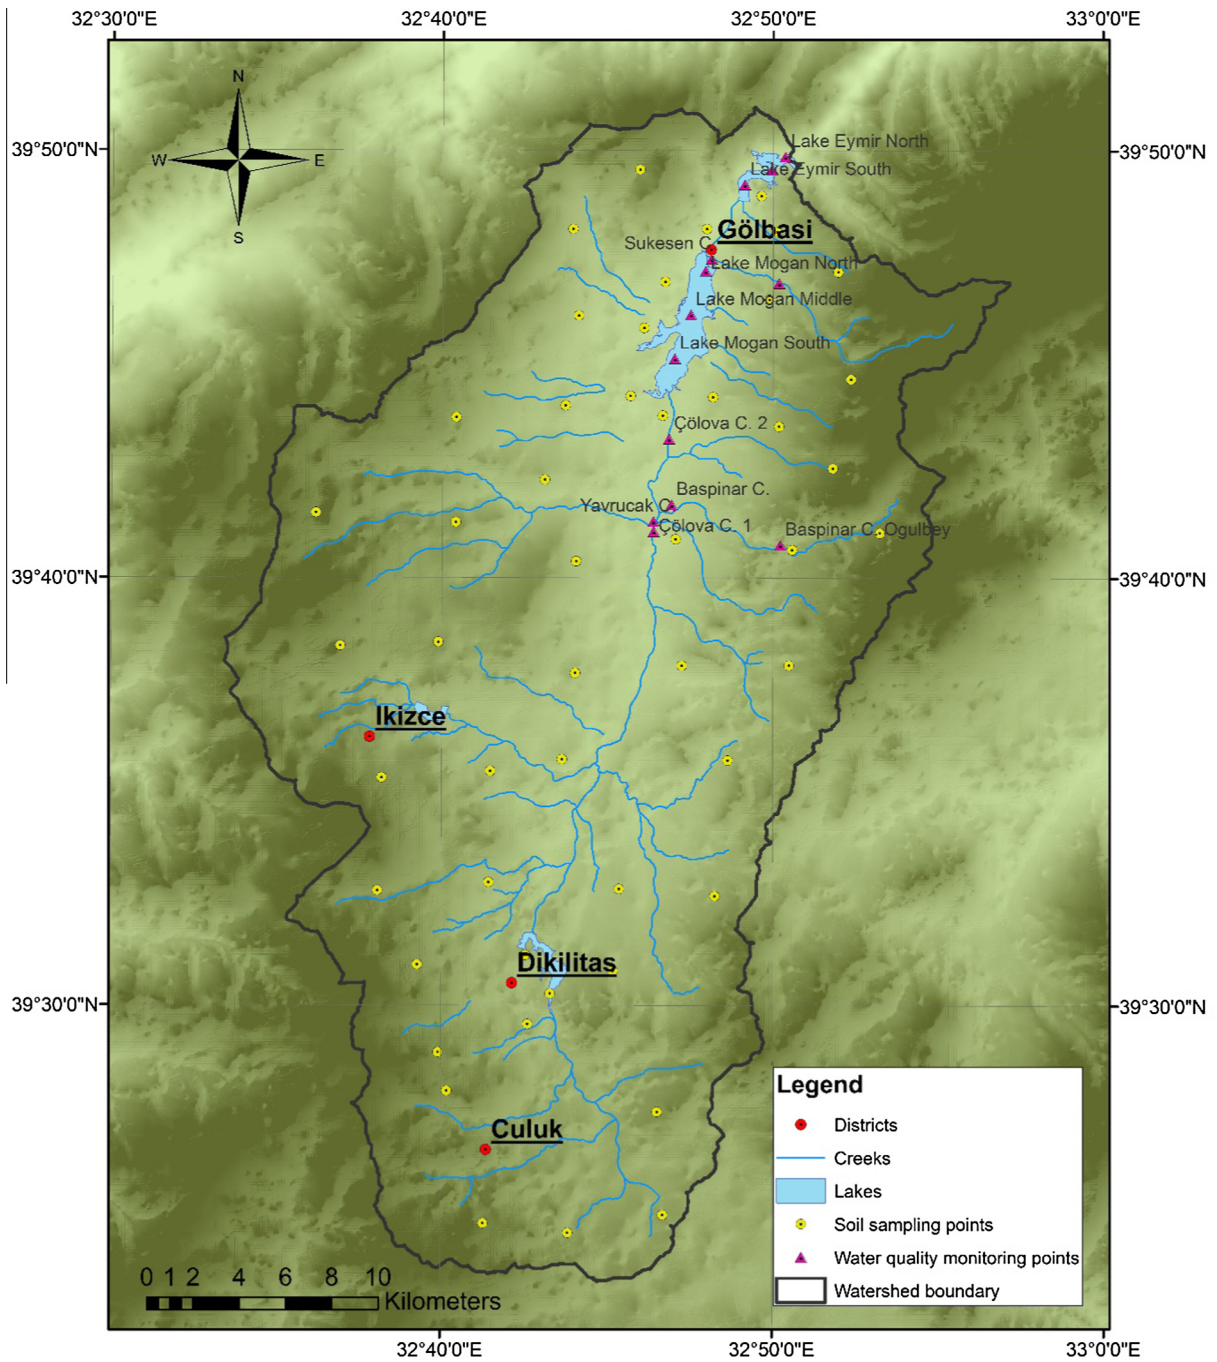 32°30'0"E
32°40'0"E
32°50'0"E
33°0'0"E
N
W
E
S
39°50'0"N
39°50'0"N
Lake Eymir North
Lake Eymir South
Gölbasi
Sukesen C.
Lake Mogan North
Lake Mogan Middle
Lake Mogan South
Çölova C. 2
Baspinar C.
Yavrucak C.
Çölova C. 1
Baspinar C. Ogulbey
39°40'0"N
39°40'0"N
Ikizce
Dikilitas
39°30'0"N
39°30'0"N
Culuk
Legend
Districts
Creeks
Lakes
Soil sampling points
Water quality monitoring points
Watershed boundary
0 1 2 4 6 8 10
Kilometers
32°40'0"E
32°50'0"E
33°0'0"E